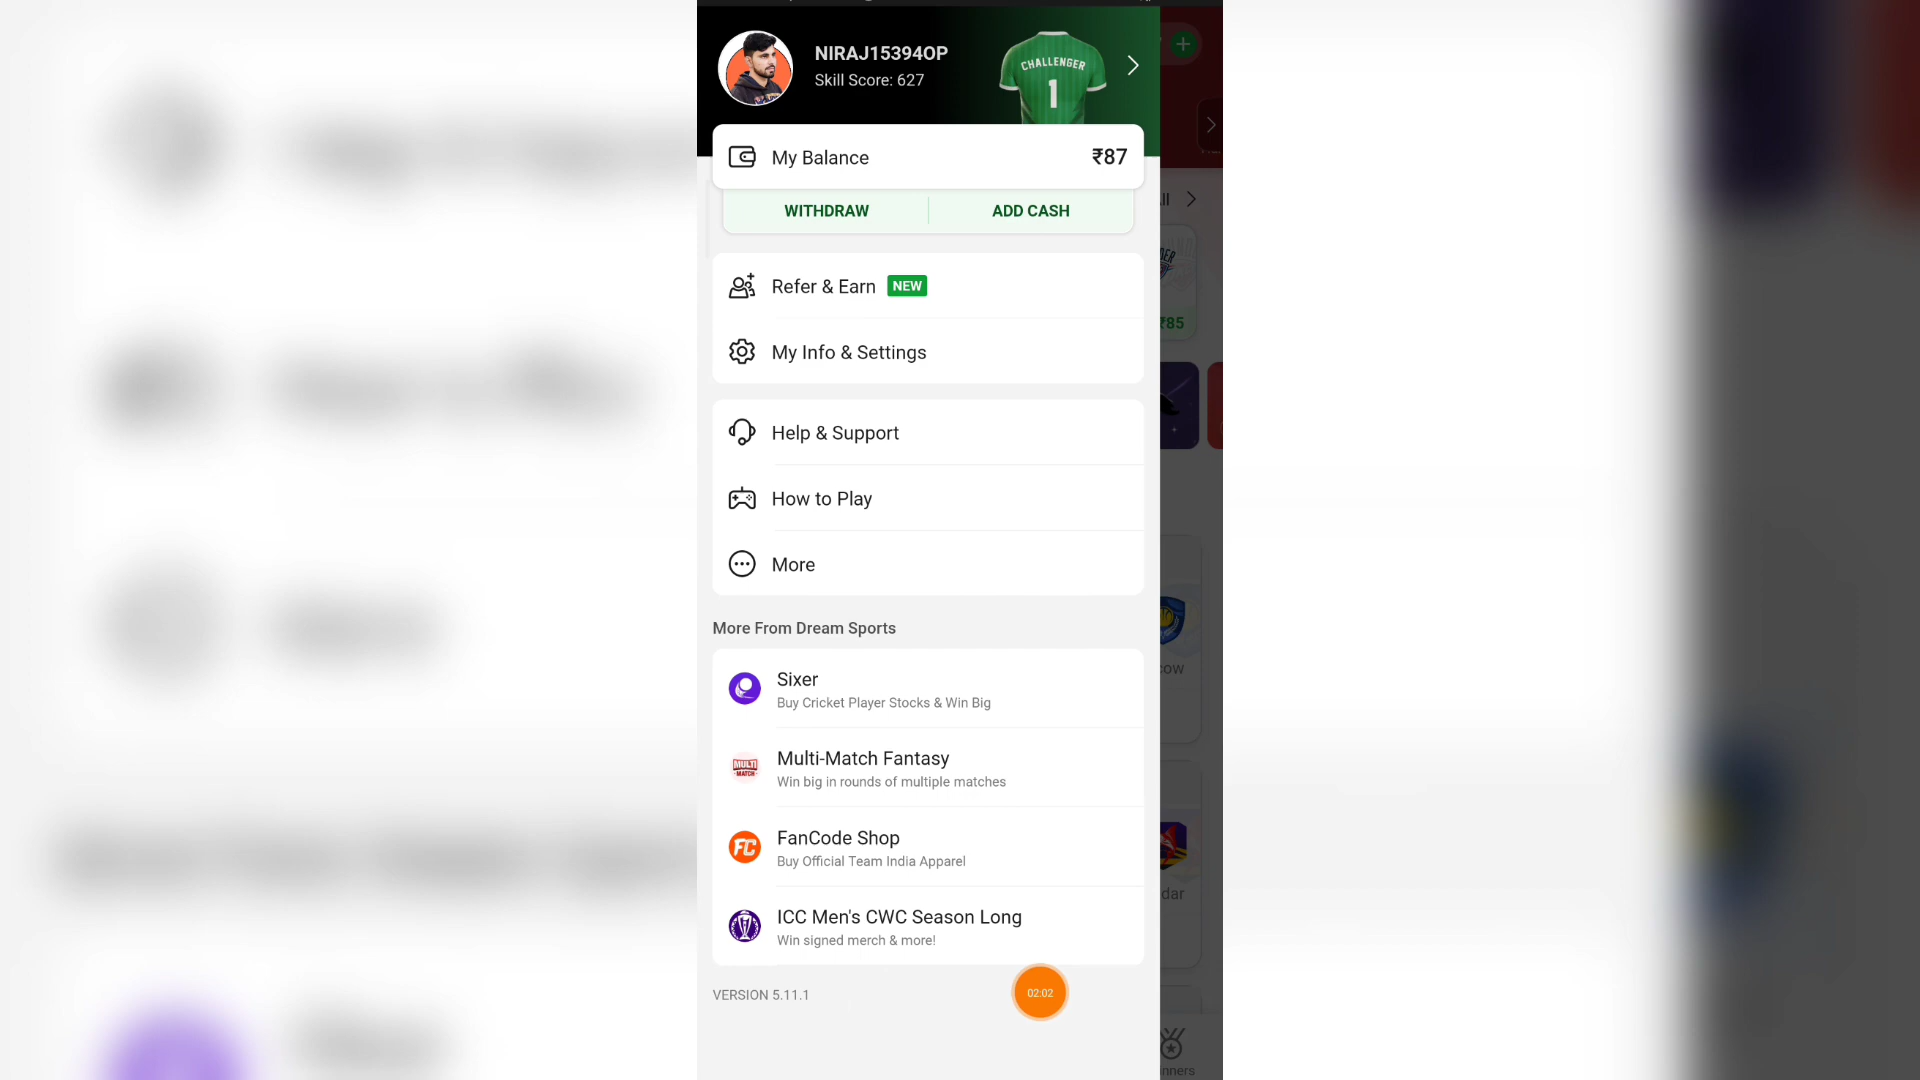 NIRAJ15394OP
Skill Score: 627
CHALLENGER
1
My Balance
₹87
WITHDRAW
ADD CASH
Refer & Earn
NEW
My Info & Settings
Help & Support
How to Play
More
More From Dream Sports
Sixer
Buy Cricket Player Stocks & Win Big
MULTI
MATCH
Multi-Match Fantasy
Win big in rounds of multiple matches
FC
FanCode Shop
Buy Official Team India Apparel
ICC Men's CWC Season Long
Win signed merch & more!
VERSION 5.11.1
02:02
₹85